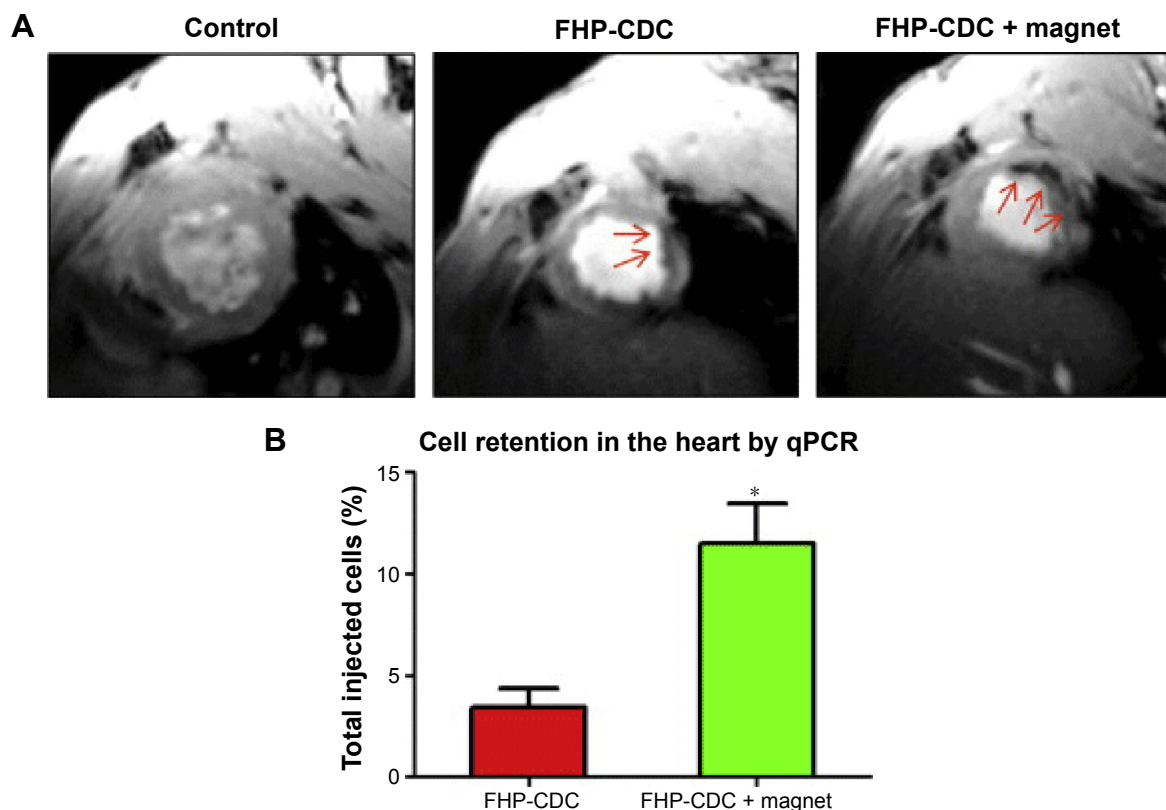 A
Control
FHP-CDC
FHP-CDC + magnet
B
Cell retention in the heart by qPCR
Total injected cells (%)
15
10
5
0
*
FHP-CDC
FHP-CDC + magnet